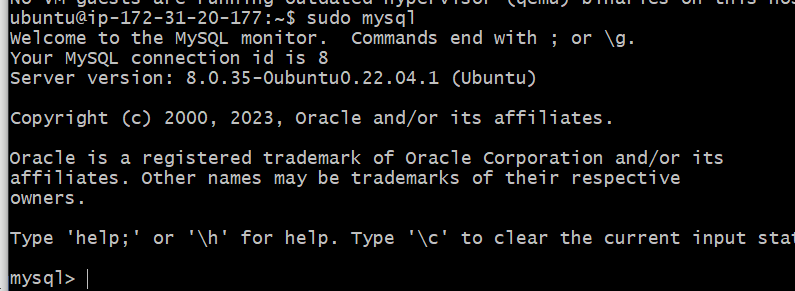 No VM guests are running outdated hypervisor (qemu) binaries on this hos
ubuntu@ip-172-31-20-177:~$ sudo mysql
Welcome to the MySQL monitor.  Commands end with ; or \g.
Your MySQL connection id is 8
Server version: 8.0.35-0ubuntu0.22.04.1 (Ubuntu)
Copyright (c) 2000, 2023, Oracle and/or its affiliates.
Oracle is a registered trademark of Oracle Corporation and/or its
affiliates. Other names may be trademarks of their respective
owners.
Type 'help;' or '\h' for help. Type '\c' to clear the current input stat
mysql>